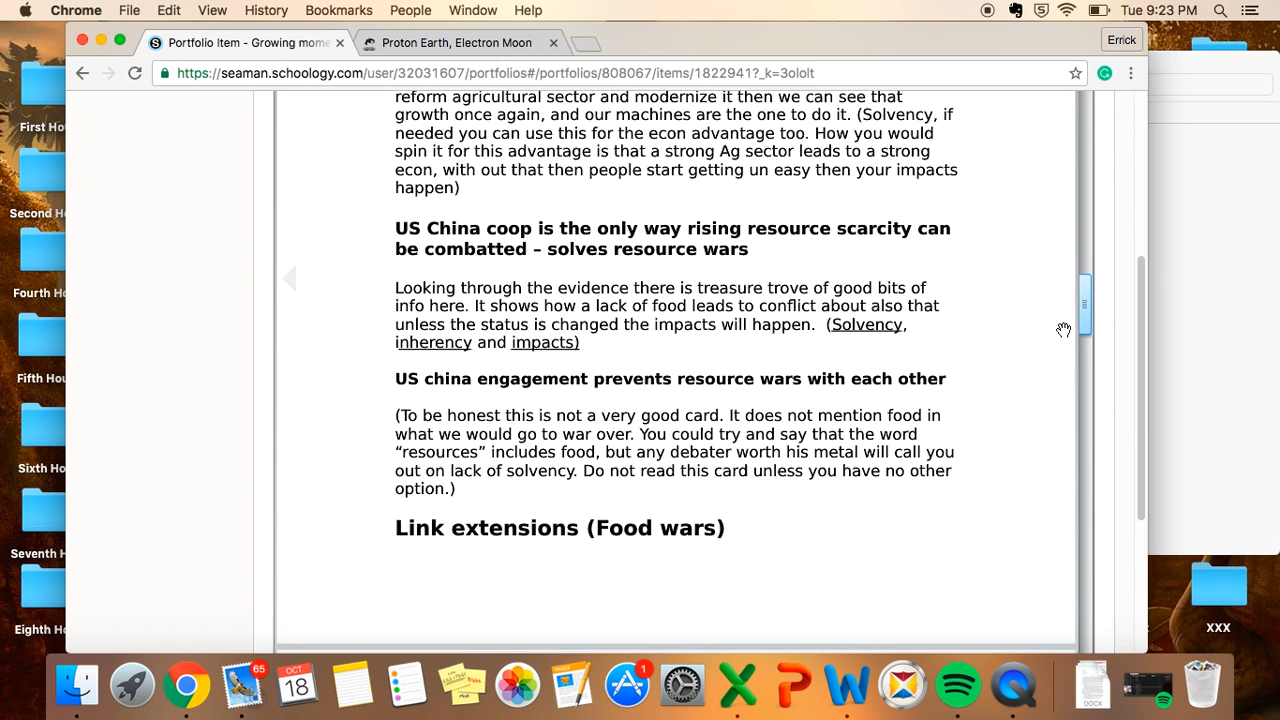 Chrome File Edit View History Bookmarks People Window Help
Tue 9:23 PM
Portfolio Item - Growing mome
Proton Earth, Electron Moon
Errick
https://seaman.schoology.com/user/32031607/portfolios#/portfolios/808067/items/1822941?_k=3ololt
reform agricultural sector and modernize it then we can see that
growth once again, and our machines are the one to do it. (Solvency, if
needed you can use this for the econ advantage too. How you would
spin it for this advantage is that a strong Ag sector leads to a strong
econ, with out that then people start getting un easy then your impacts
happen)
US China coop is the only way rising resource scarcity can
be combatted – solves resource wars
Looking through the evidence there is treasure trove of good bits of
info here. It shows how a lack of food leads to conflict about also that
unless the status is changed the impacts will happen.  (Solvency,
inherency and impacts)
US china engagement prevents resource wars with each other
(To be honest this is not a very good card. It does not mention food in
what we would go to war over. You could try and say that the word
“resources” includes food, but any debater worth his metal will call you
out on lack of solvency. Do not read this card unless you have no other
option.)
Link extensions (Food wars)
First Ho
Second H
Fourth Ho
Fifth Hou
Sixth Ho
Seventh H
Eighth Ho
XXX
65
OCT
18
1
DOCX